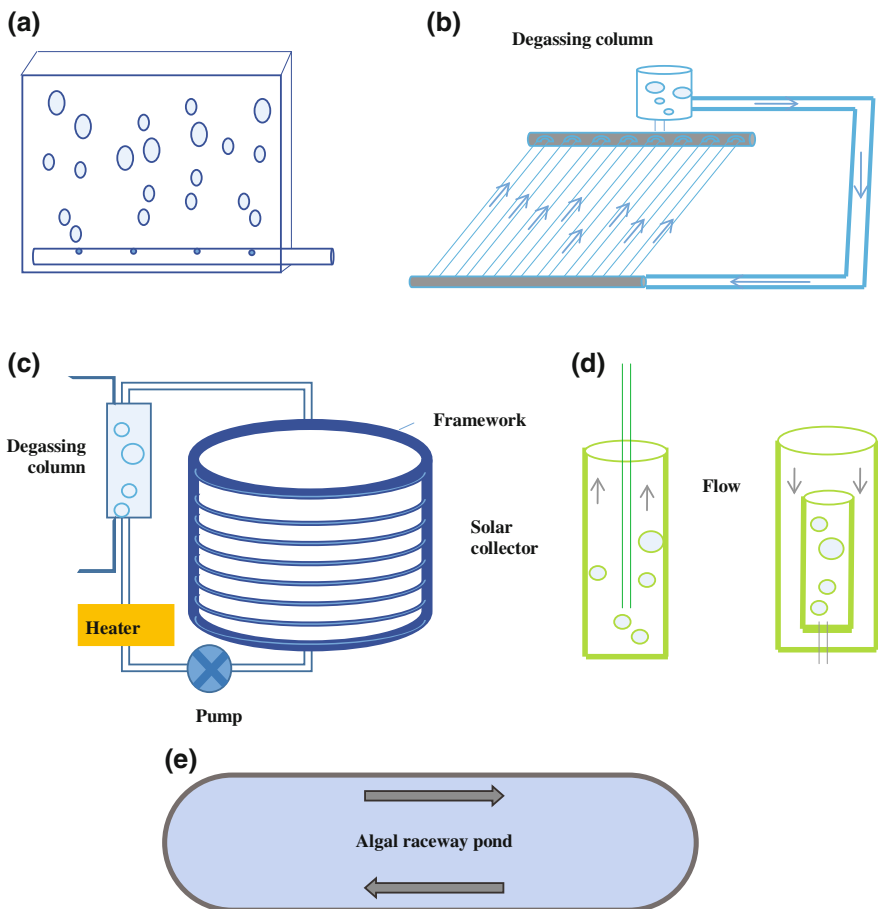 (a)
(b)
Degassing column
(c)
Degassing
column
Framework
Heater
Pump
Solar
collector
(d)
Flow
(e)
Algal raceway pond